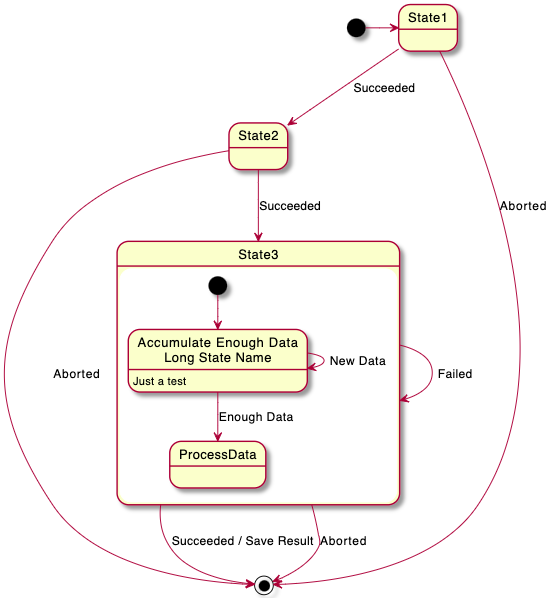 State1
Succeeded
State2
Succeeded
Aborted
State3
Accumulate Enough Data
Long State Name
Just a test
New Data
Failed
Aborted
Enough Data
ProcessData
Succeeded / Save Result
Aborted